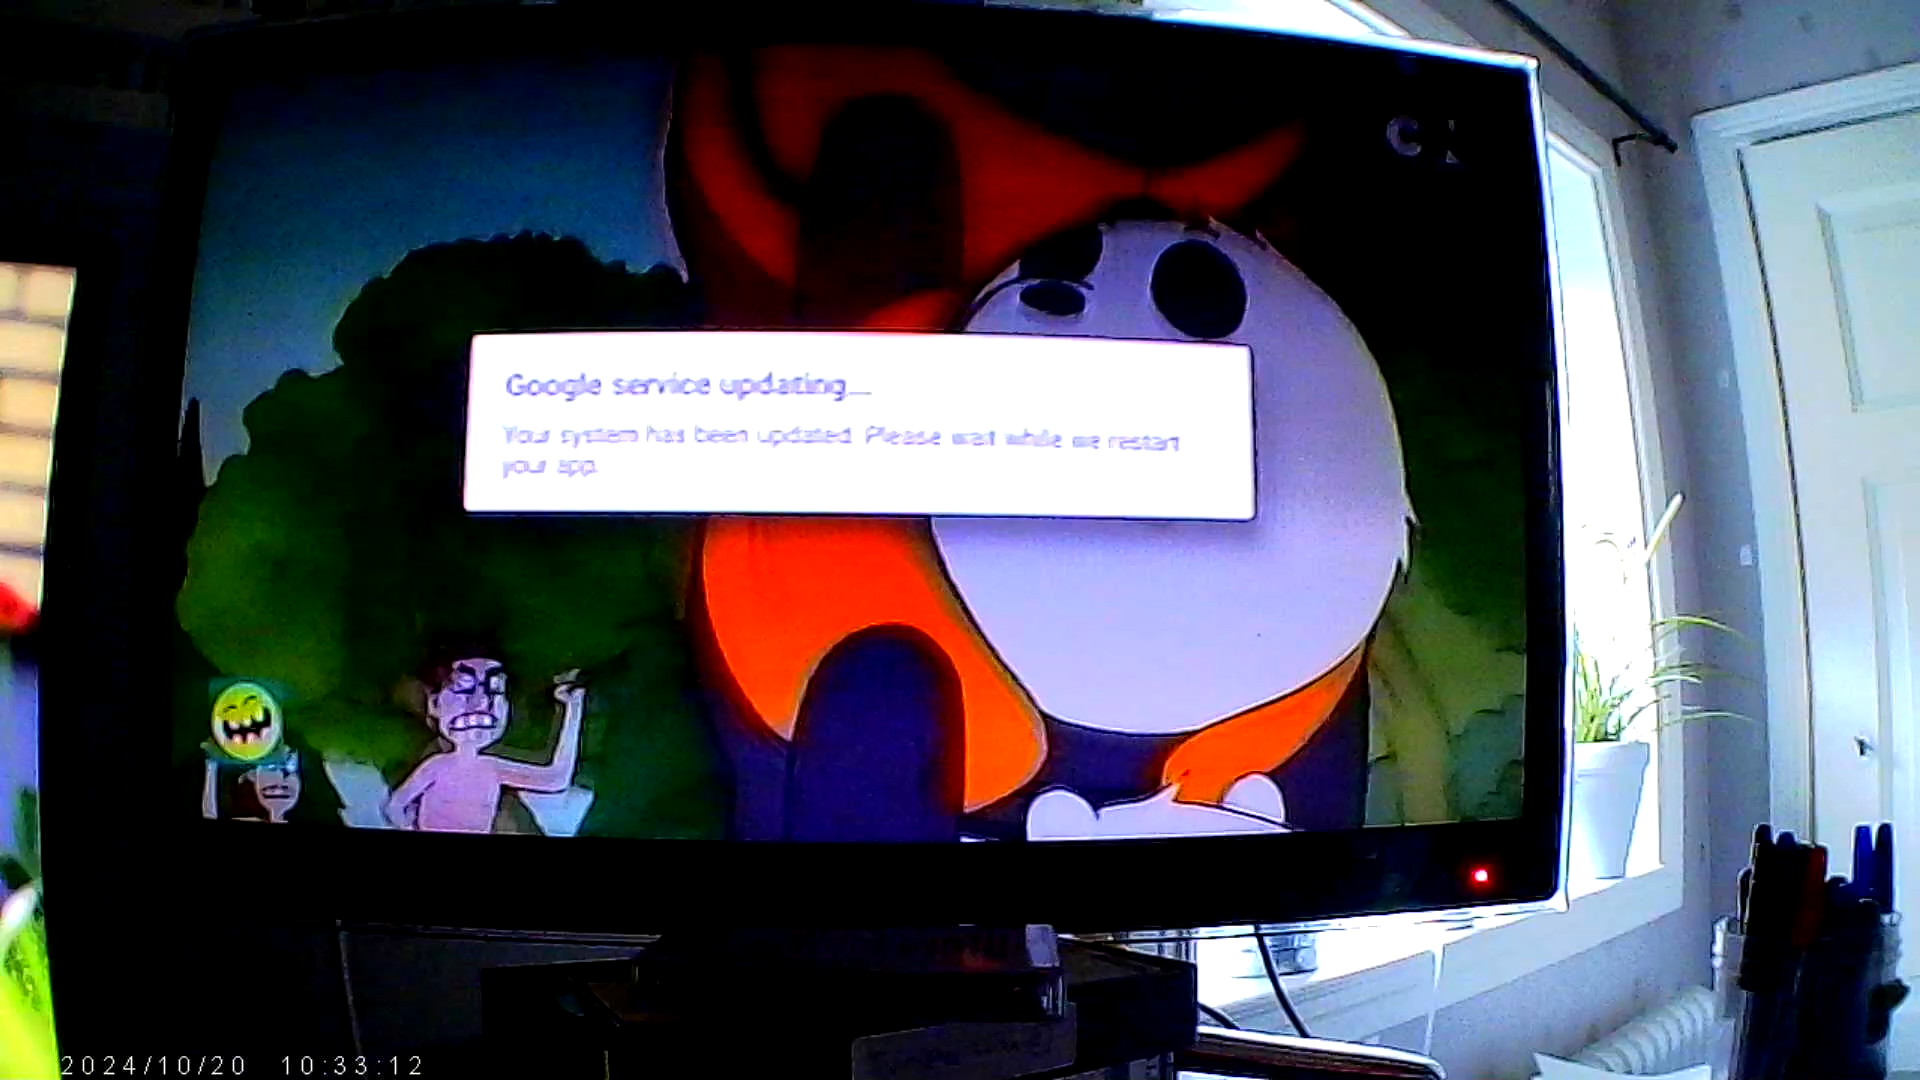 Google service updating...
Your system has been updated. Please wait while we restart
your app.
2024/10/20 10:33:12